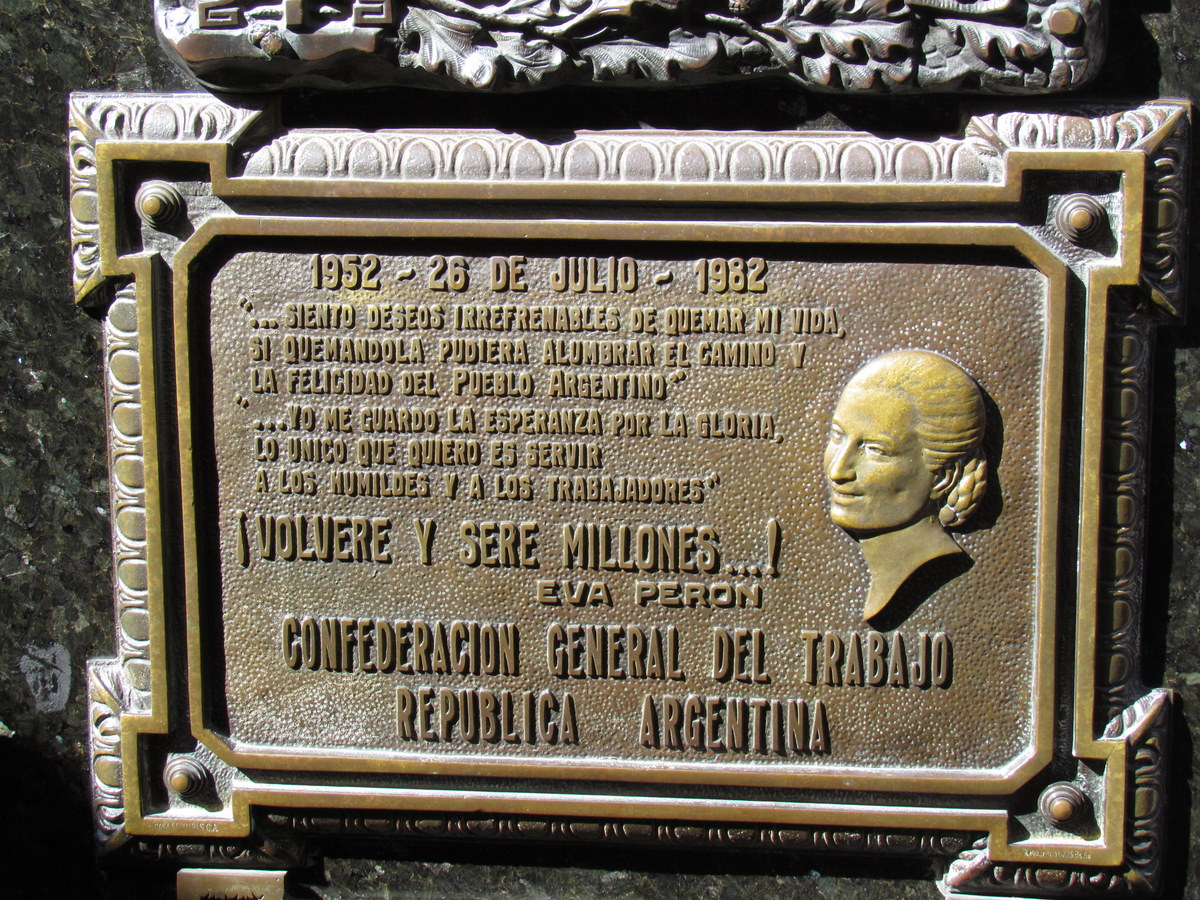 1952 - 26 DE JULIO - 1982
"...SIENTO DESEOS IRREFRENABLES DE QUEMAR MI VIDA,
SI QUEMANDOLA PUDIERA ALUMBRAR EL CAMINO Y
LA FELICIDAD DEL PUEBLO ARGENTINO"
"...YO ME GUARDO LA ESPERANZA POR LA GLORIA,
LO UNICO QUE QUIERO ES SERVIR
A LOS HUMILDES Y A LOS TRABAJADORES"
¡VOLVERE Y SERE MILLONES...!
EVA PERON
CONFEDERACION GENERAL DEL TRABAJO
REPUBLICA ARGENTINA